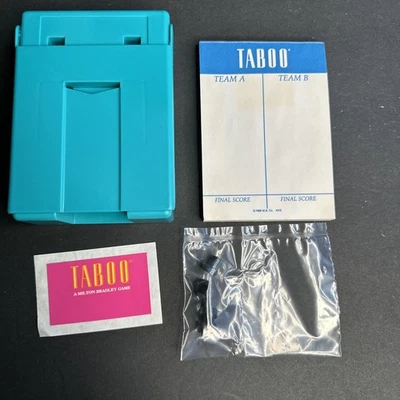 TABOO®
TEAM A TEAM B
FINAL SCORE FINAL SCORE
TABOO®
A MILTON BRADLEY GAME